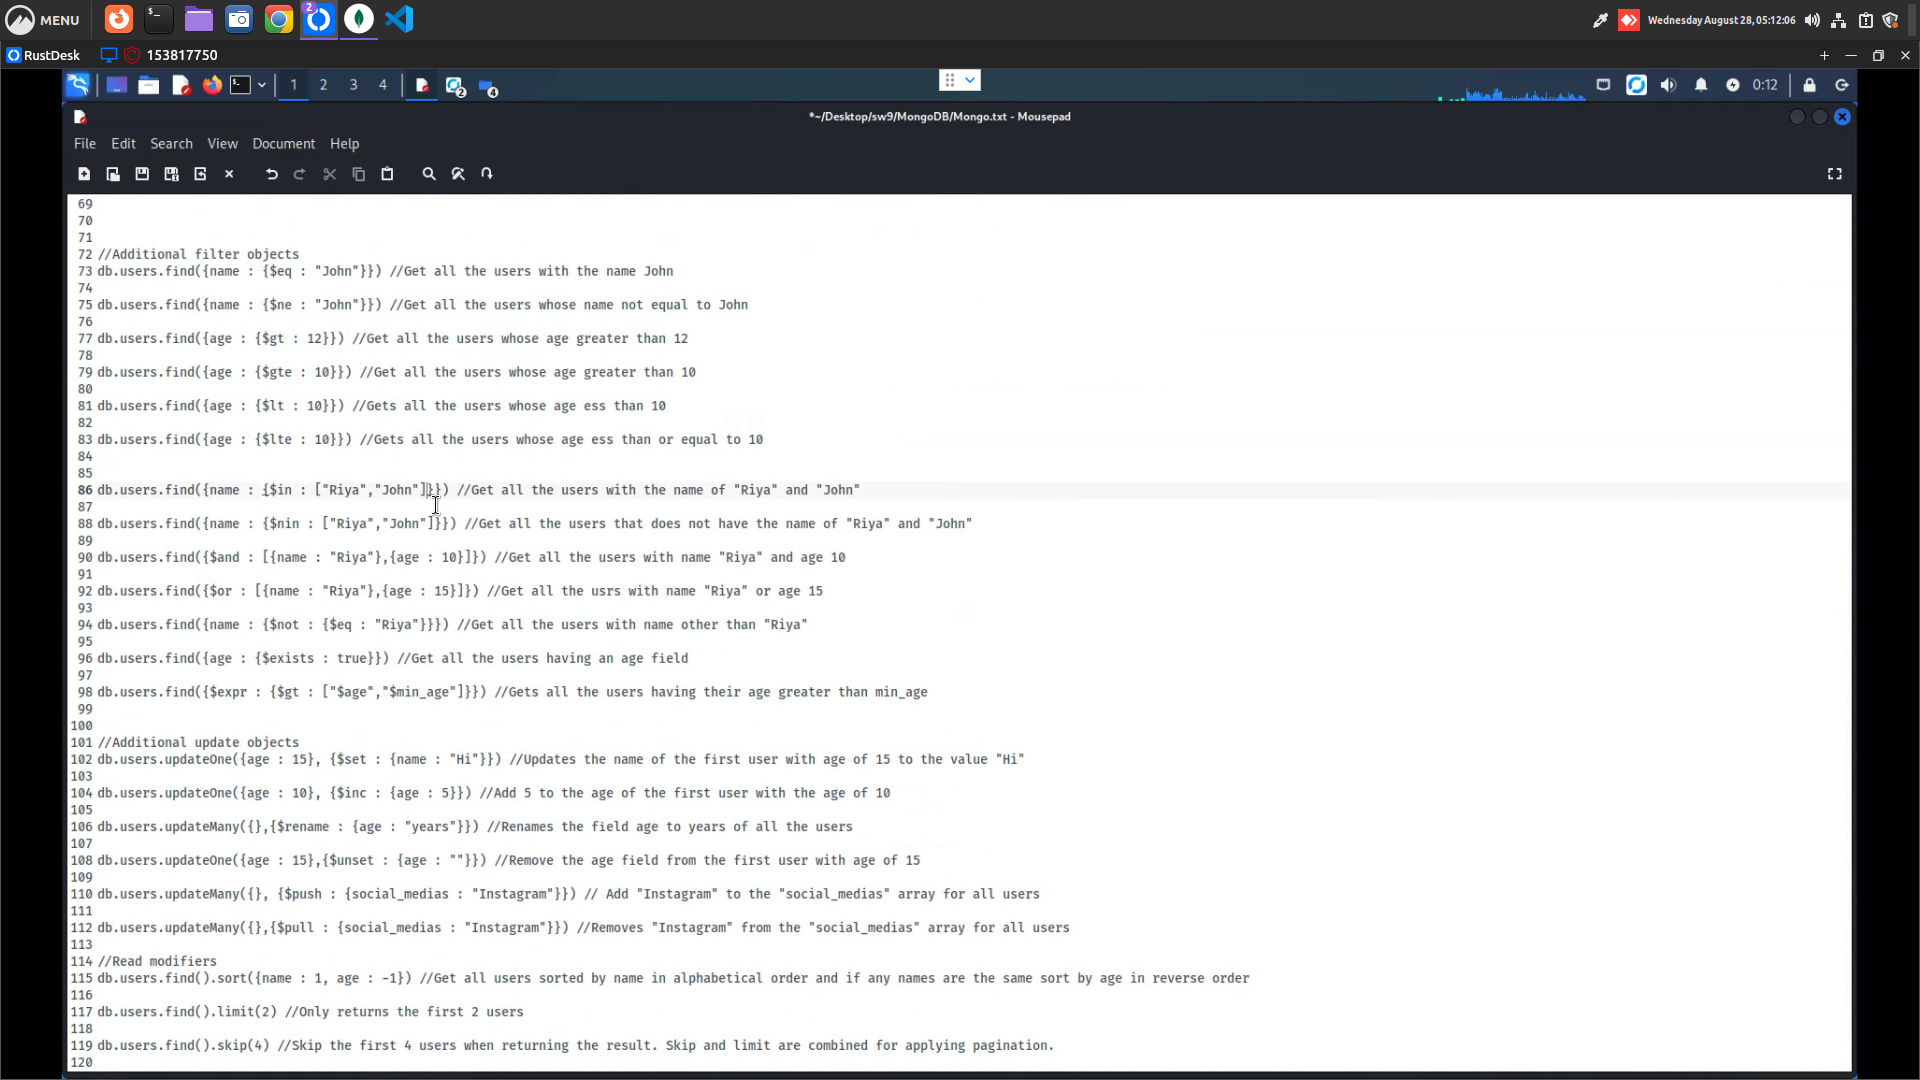 MENU
2
Wednesday August 28, 05:12:06
RustDesk
153817750
1 2 3 4
2
4
0:12
*~/Desktop/sw9/MongoDB/Mongo.txt - Mousepad
File Edit Search View Document Help
69
70
71
72 //Additional filter objects
73 db.users.find({name : {$eq : "John"}}) //Get all the users with the name John
74
75 db.users.find({name : {$ne : "John"}}) //Get all the users whose name not equal to John
76
77 db.users.find({age : {$gt : 12}}) //Get all the users whose age greater than 12
78
79 db.users.find({age : {$gte : 10}}) //Get all the users whose age greater than 10
80
81 db.users.find({age : {$lt : 10}}) //Gets all the users whose age ess than 10
82
83 db.users.find({age : {$lte : 10}}) //Gets all the users whose age ess than or equal to 10
84
85
86 db.users.find({name : {$in : ["Riya","John"]}}) //Get all the users with the name of "Riya" and "John"
87
88 db.users.find({name : {$nin : ["Riya","John"]}}) //Get all the users that does not have the name of "Riya" and "John"
89
90 db.users.find({$and : [{name : "Riya"},{age : 10}]}) //Get all the users with name "Riya" and age 10
91
92 db.users.find({$or : [{name : "Riya"},{age : 15}]}) //Get all the usrs with name "Riya" or age 15
93
94 db.users.find({name : {$not : {$eq : "Riya"}}}) //Get all the users with name other than "Riya"
95
96 db.users.find({age : {$exists : true}}) //Get all the users having an age field
97
98 db.users.find({$expr : {$gt : ["$age","$min_age"]}}) //Gets all the users having their age greater than min_age
99
100
101 //Additional update objects
102 db.users.updateOne({age : 15}, {$set : {name : "Hi"}}) //Updates the name of the first user with age of 15 to the value "Hi"
103
104 db.users.updateOne({age : 10}, {$inc : {age : 5}}) //Add 5 to the age of the first user with the age of 10
105
106 db.users.updateMany({},{$rename : {age : "years"}}) //Renames the field age to years of all the users
107
108 db.users.updateOne({age : 15},{$unset : {age : ""}}) //Remove the age field from the first user with age of 15
109
110 db.users.updateMany({}, {$push : {social_medias : "Instagram"}}) // Add "Instagram" to the "social_medias" array for all users
111
112 db.users.updateMany({},{$pull : {social_medias : "Instagram"}}) //Removes "Instagram" from the "social_medias" array for all users
113
114 //Read modifiers
115 db.users.find().sort({name : 1, age : -1}) //Get all users sorted by name in alphabetical order and if any names are the same sort by age in reverse order
116
117 db.users.find().limit(2) //Only returns the first 2 users
118
119 db.users.find().skip(4) //Skip the first 4 users when returning the result. Skip and limit are combined for applying pagination.
120